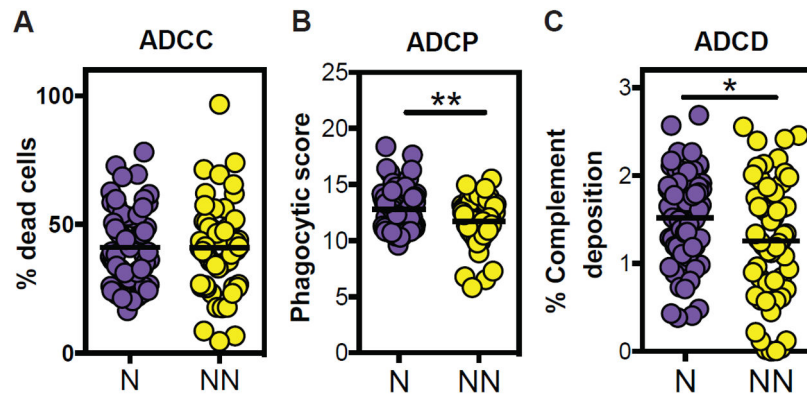 A
ADCC
% dead cells
100
50
0
N
NN
B
ADCP
Phagocytic score
25
20
15
10
5
0
**
N
NN
C
ADCD
% Complement
deposition
3
2
1
0
*
N
NN